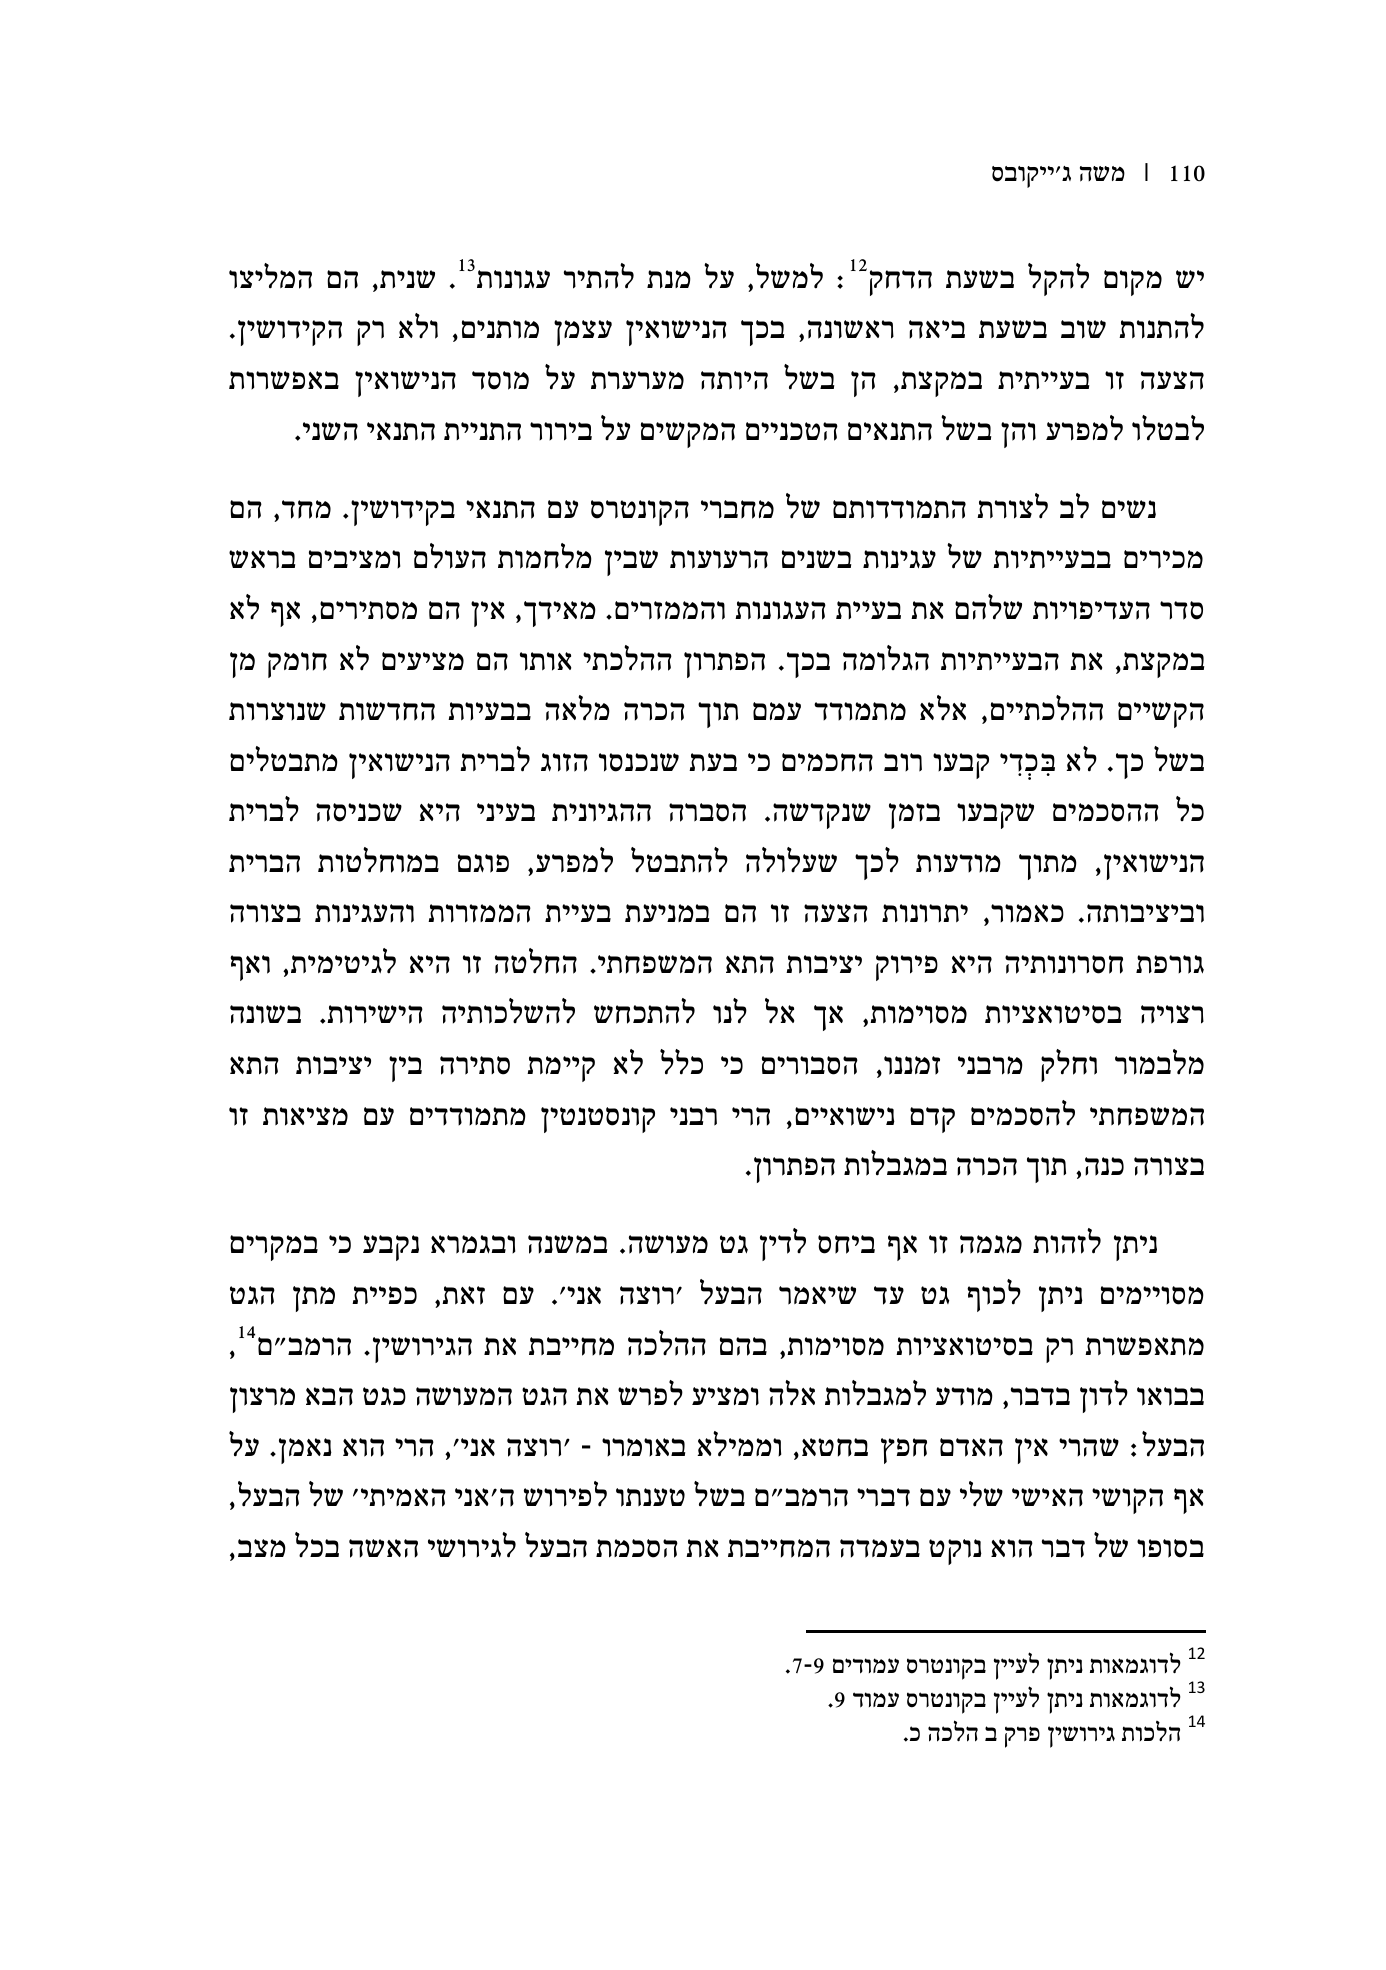 110 | משה ג׳ייקובס
יש מקום להקל בשעת הדחק12: למשל, על מנת להתיר עגונות13. שנית, הם המליצו
להתנות שוב בשעת ביאה ראשונה, בכך הנישואין עצמן מותנים, ולא רק הקידושין.
הצעה זו בעייתית במקצת, הן בשל היותה מערערת על מוסד הנישואין באפשרות
לבטלו למפרע והן בשל התנאים הטכניים המקשים על בירור התניית התנאי השני.
נשים לב לצורת התמודדותם של מחברי הקונטרס עם התנאי בקידושין. מחד, הם
מכירים בבעייתיות של עגינות בשנים הרעועות שבין מלחמות העולם ומציבים בראש
סדר העדיפויות שלהם את בעיית העגונות והממזרים. מאידך, אין הם מסתירים, אף לא
במקצת, את הבעייתיות הגלומה בכך. הפתרון ההלכתי אותו הם מציעים לא חומק מן
הקשיים ההלכתיים, אלא מתמודד עמם תוך הכרה מלאה בבעיות החדשות שנוצרות
בשל כך. לא בִּכְדִי קבעו רוב החכמים כי בעת שנכנסו הזוג לברית הנישואין מתבטלים
כל ההסכמים שקבעו בזמן שנקדשה. הסברה ההגיונית בעיני היא שכניסה לברית
הנישואין, מתוך מודעות לכך שעלולה להתבטל למפרע, פוגם במוחלטות הברית
וביציבותה. כאמור, יתרונות הצעה זו הם במניעת בעיית הממזרות והעגינות בצורה
גורפת חסרונותיה היא פירוק יציבות התא המשפחתי. החלטה זו היא לגיטימית, ואף
רצויה בסיטואציות מסוימות, אך אל לנו להתכחש להשלכותיה הישירות. בשונה
מלבמור וחלק מרבני זמננו, הסבורים כי כלל לא קיימת סתירה בין יציבות התא
המשפחתי להסכמים קדם נישואיים, הרי רבני קונסטנטין מתמודדים עם מציאות זו
בצורה כנה, תוך הכרה במגבלות הפתרון.
ניתן לזהות מגמה זו אף ביחס לדין גט מעושה. במשנה ובגמרא נקבע כי במקרים
מסויימים ניתן לכוף גט עד שיאמר הבעל ׳רוצה אני׳. עם זאת, כפיית מתן הגט
מתאפשרת רק בסיטואציות מסוימות, בהם ההלכה מחייבת את הגירושין. הרמב״ם14,
בבואו לדון בדבר, מודע למגבלות אלה ומציע לפרש את הגט המעושה כגט הבא מרצון
הבעל: שהרי אין האדם חפץ בחטא, וממילא באומרו - ׳רוצה אני׳, הרי הוא נאמן. על
אף הקושי האישי שלי עם דברי הרמב״ם בשל טענתו לפירוש ה׳אני האמיתי׳ של הבעל,
בסופו של דבר הוא נוקט בעמדה המחייבת את הסכמת הבעל לגירושי האשה בכל מצב,
12 לדוגמאות ניתן לעיין בקונטרס עמודים 7-9.
13 לדוגמאות ניתן לעיין בקונטרס עמוד 9.
14 הלכות גירושין פרק ב הלכה כ.